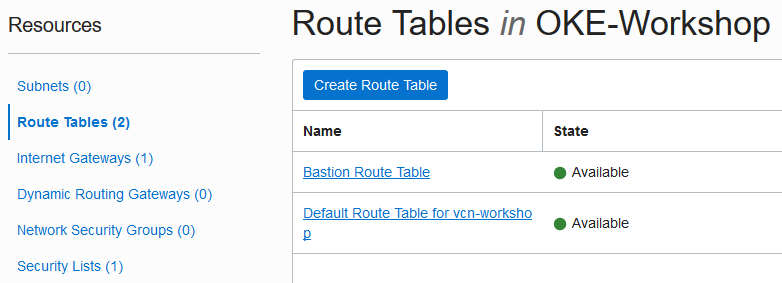 Resources
Subnets (0)
Route Tables (2)
Internet Gateways (1)
Dynamic Routing Gateways (0)
Network Security Groups (0)
Security Lists (1)
Route Tables in OKE-Workshop
Create Route Table
Name State
Bastion Route Table Available
Default Route Table for vcn-worksho
p Available